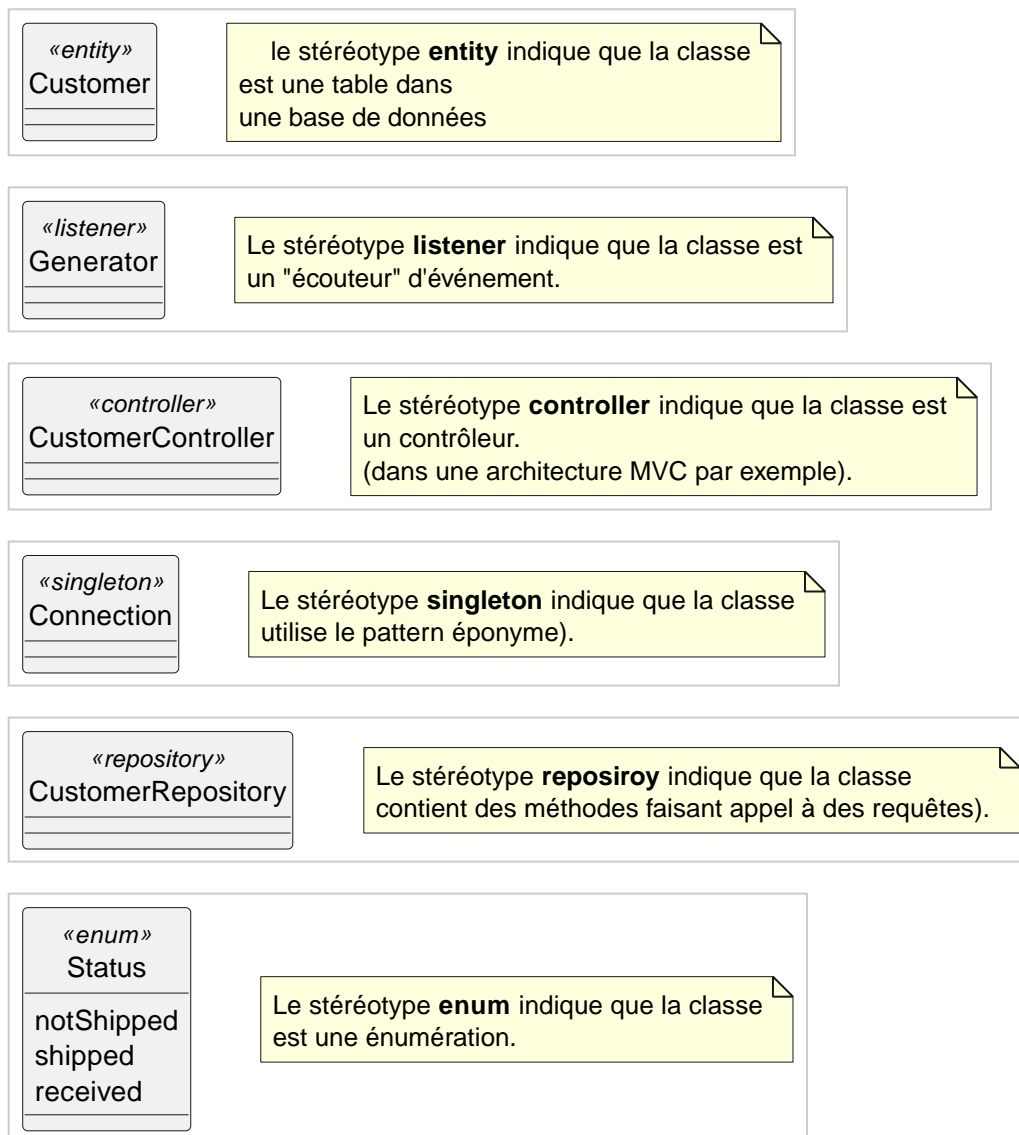 «entity»
Customer
le stéréotype entity indique que la classe
est une table dans
une base de données
«listener»
Generator
Le stéréotype listener indique que la classe est
un "écouteur" d'événement.
«controller»
CustomerController
Le stéréotype controller indique que la classe est
un contrôleur.
(dans une architecture MVC par exemple).
«singleton»
Connection
Le stéréotype singleton indique que la classe
utilise le pattern éponyme).
«repository»
CustomerRepository
Le stéréotype reposiroy indique que la classe
contient des méthodes faisant appel à des requêtes).
«enum»
Status
notShipped
shipped
received
Le stéréotype enum indique que la classe
est une énumération.